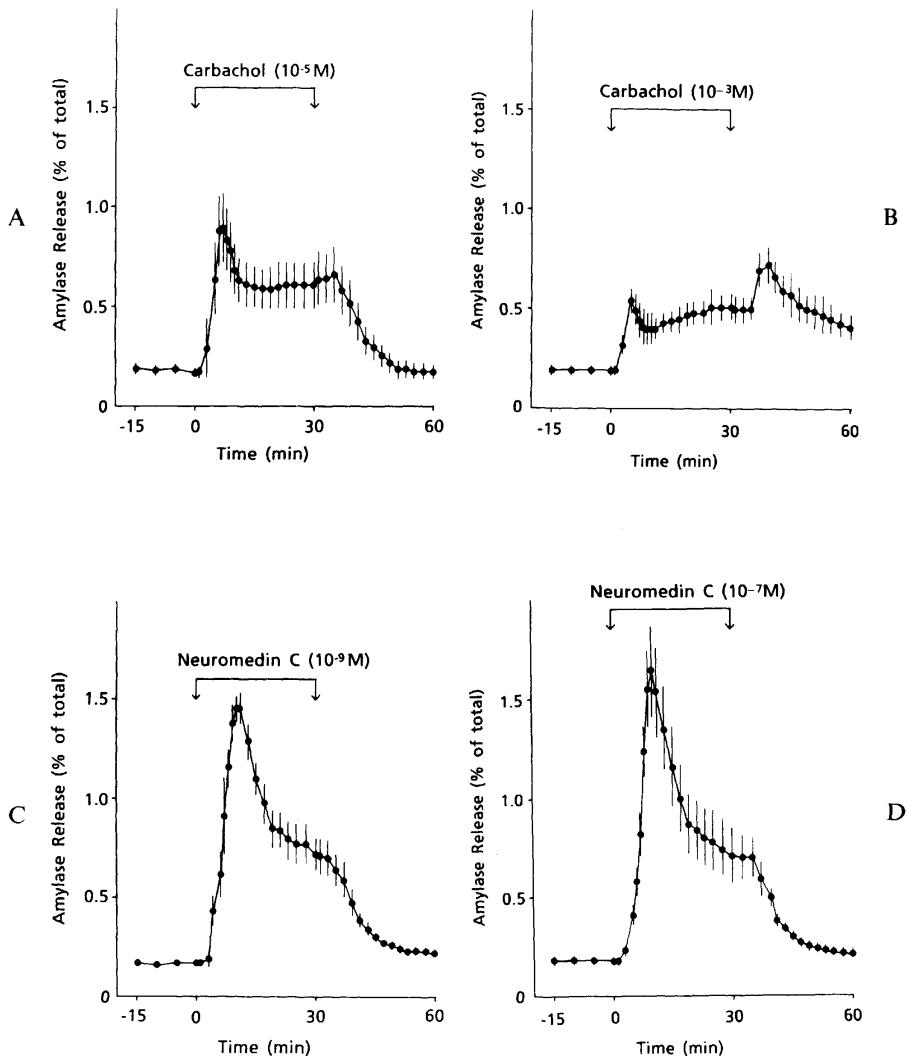 A
Carbachol (10⁻⁵M)
Amylase Release (% of total)
1.5
1.0
0.5
0
-15 0 30 60
Time (min)
B
Carbachol (10⁻³M)
Amylase Release (% of total)
1.5
1.0
0.5
0
-15 0 30 60
Time (min)
C
Neuromedin C (10⁻⁹M)
Amylase Release (% of total)
1.5
1.0
0.5
0
-15 0 30 60
Time (min)
D
Neuromedin C (10⁻⁷M)
Amylase Release (% of total)
1.5
1.0
0.5
0
-15 0 30 60
Time (min)